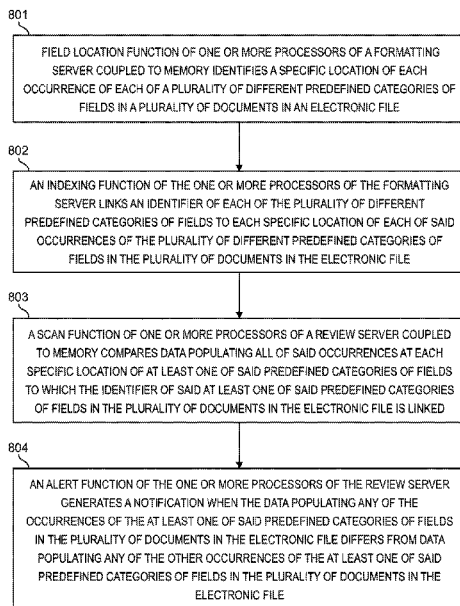 801
FIELD LOCATION FUNCTION OF ONE OR MORE PROCESSORS OF A FORMATTING
SERVER COUPLED TO MEMORY IDENTIFIES A SPECIFIC LOCATION OF EACH
OCCURRENCE OF EACH OF A PLURALITY OF DIFFERENT PREDEFINED CATEGORIES OF
FIELDS IN A PLURALITY OF DOCUMENTS IN AN ELECTRONIC FILE
802
AN INDEXING FUNCTION OF THE ONE OR MORE PROCESSORS OF THE FORMATTING
SERVER LINKS AN IDENTIFIER OF EACH OF THE PLURALITY OF DIFFERENT
PREDEFINED CATEGORIES OF FIELDS TO EACH SPECIFIC LOCATION OF EACH OF SAID
OCCURRENCES OF THE PLURALITY OF DIFFERENT PREDEFINED CATEGORIES OF
FIELDS IN THE PLURALITY OF DOCUMENTS IN THE ELECTRONIC FILE
803
A SCAN FUNCTION OF ONE OR MORE PROCESSORS OF A REVIEW SERVER COUPLED
TO MEMORY COMPARES DATA POPULATING ALL OF SAID OCCURRENCES AT EACH
SPECIFIC LOCATION OF AT LEAST ONE OF SAID PREDEFINED CATEGORIES OF FIELDS
TO WHICH THE IDENTIFIER OF SAID AT LEAST ONE OF SAID PREDEFINED CATEGORIES
OF FIELDS IN THE PLURALITY OF DOCUMENTS IN THE ELECTRONIC FILE IS LINKED
804
AN ALERT FUNCTION OF THE ONE OR MORE PROCESSORS OF THE REVIEW SERVER
GENERATES A NOTIFICATION WHEN THE DATA POPULATING ANY OF THE
OCCURRENCES OF THE AT LEAST ONE OF SAID PREDEFINED CATEGORIES OF FIELDS
IN THE PLURALITY OF DOCUMENTS IN THE ELECTRONIC FILE DIFFERS FROM DATA
POPULATING ANY OF THE OTHER OCCURRENCES OF THE AT LEAST ONE OF SAID
PREDEFINED CATEGORIES OF FIELDS IN THE PLURALITY OF DOCUMENTS IN THE
ELECTRONIC FILE